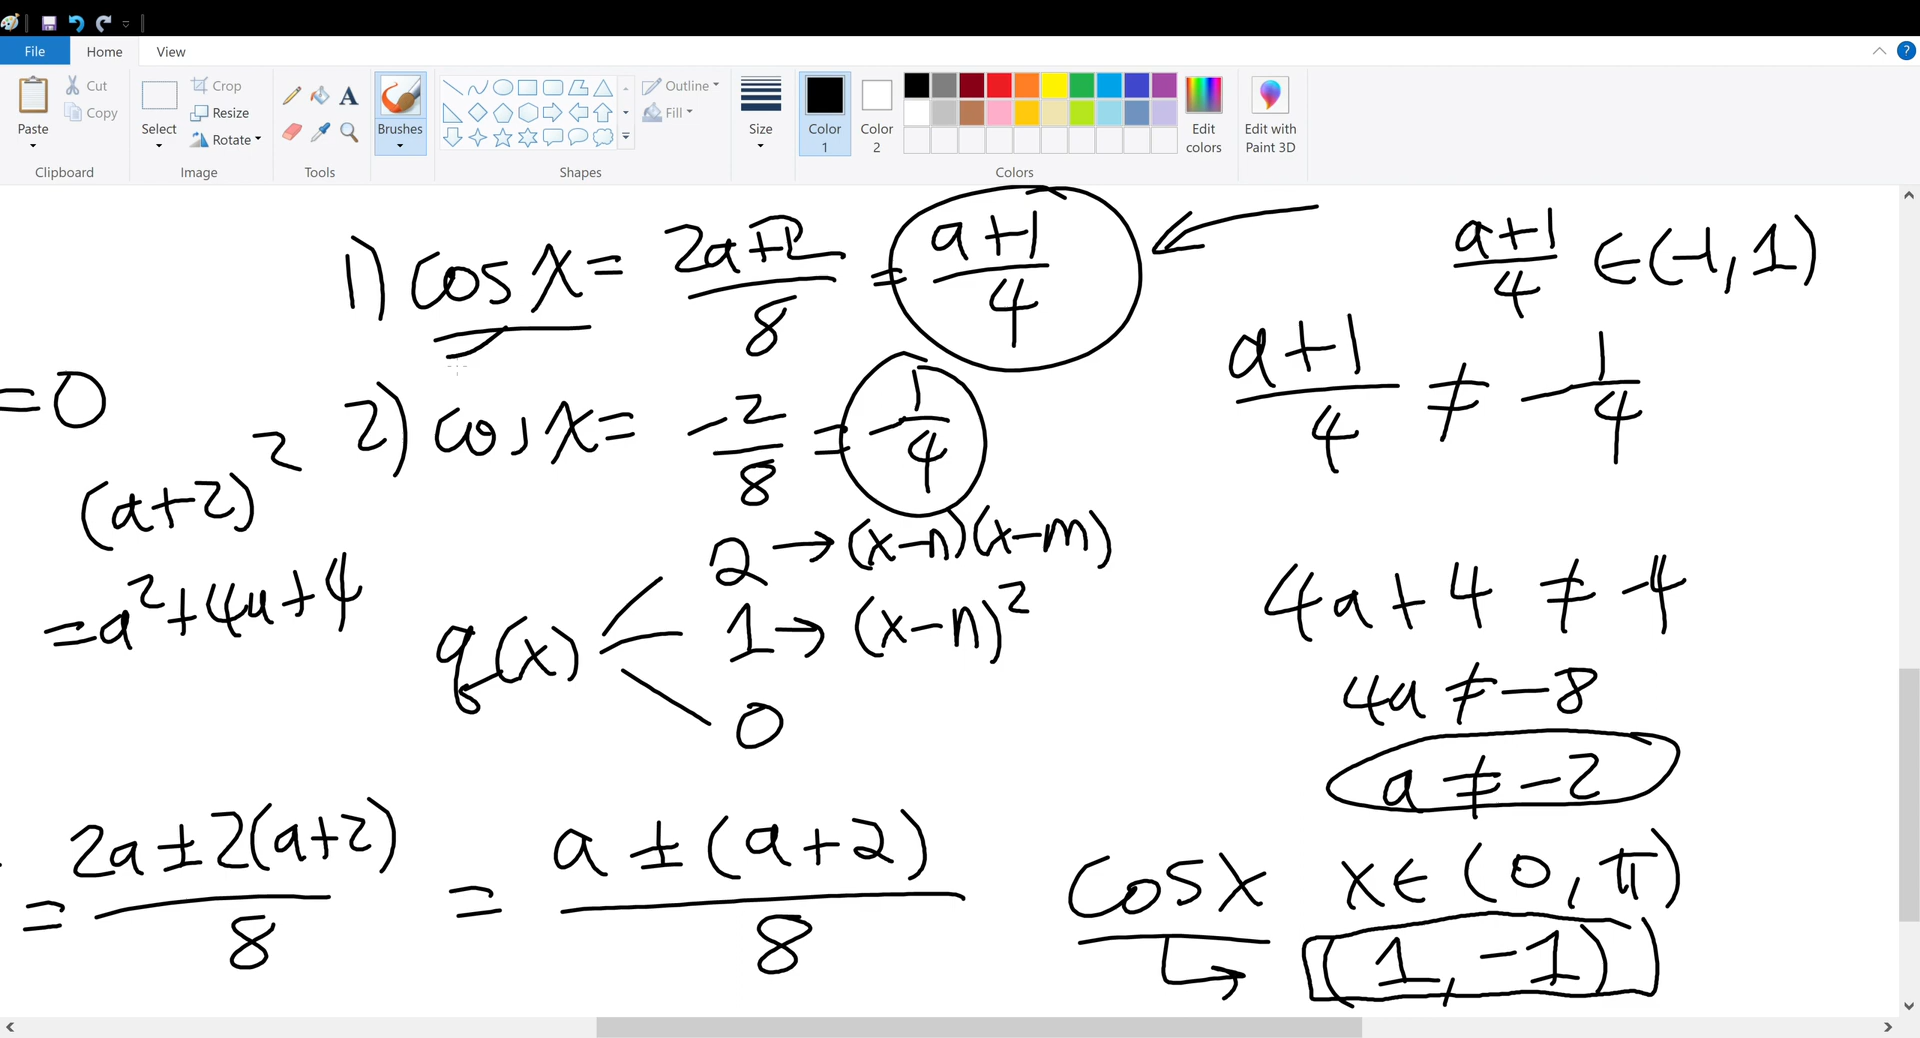 File Home View
Paste Cut Copy Clipboard
Select Crop Resize Rotate Image
Tools
Brushes
Outline Fill Shapes
Size
Color 1 Color 2 Edit colors Edit with Paint 3D Colors
1) cos x = 2a+2/8 = a+1/4
a+1/4 ∈ (-1, 1)
a+1/4 ≠ -1/4
= 0
2) cos x = -2/8 = -1/4
(a+2)²
= a²+4a+4
q(x)
2 → (x-n)(x-m)
1 → (x-n)²
0
4a+4 ≠ -4
4a ≠ -8
a ≠ -2
= 2a±2(a+2)/8 = a±(a+2)/8
cos x x ∈ (0, π)
(1, -1)